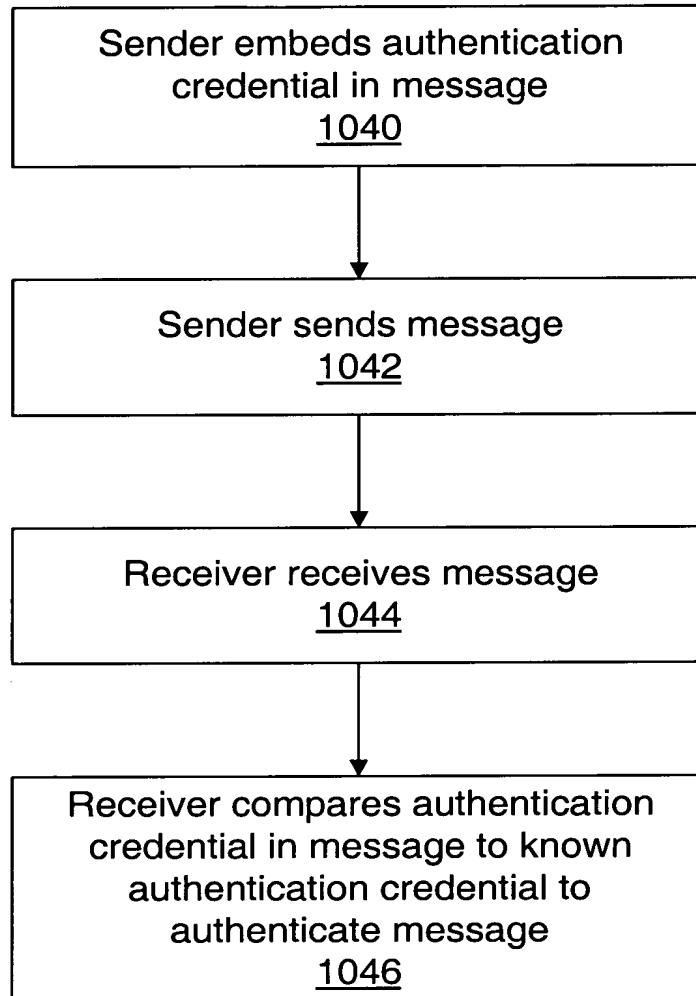 Sender embeds authentication
credential in message
1040
Sender sends message
1042
Receiver receives message
1044
Receiver compares authentication
credential in message to known
authentication credential to
authenticate message
1046